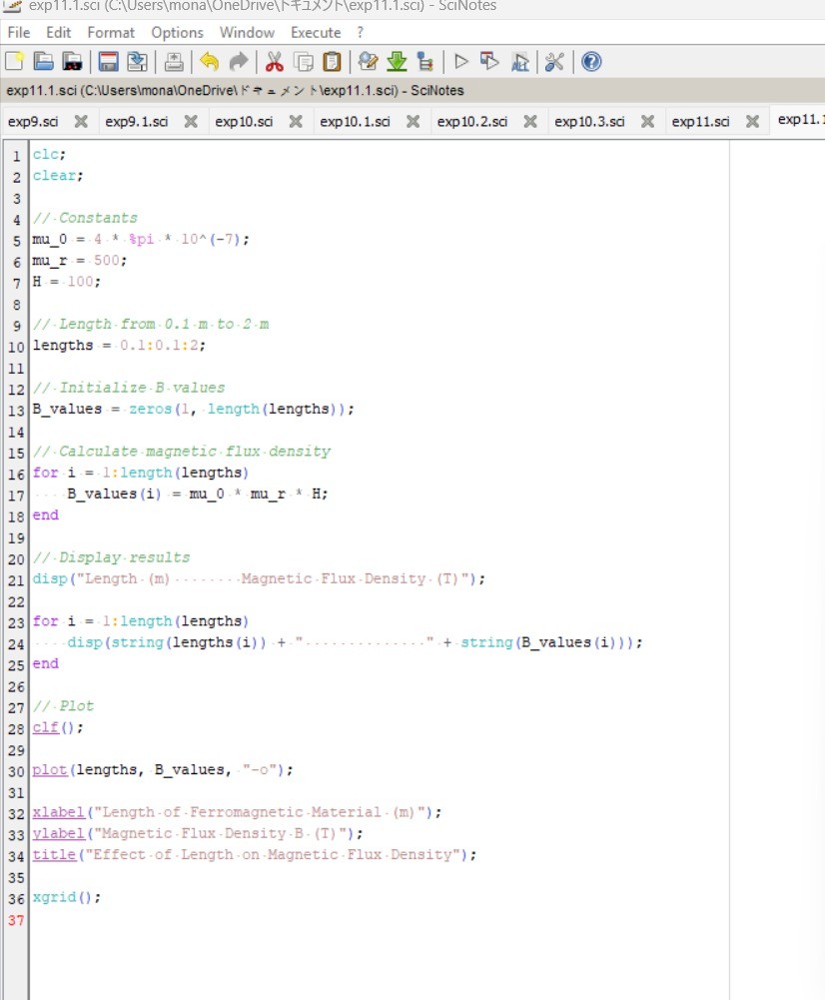 exp11.1.sci (C:\Users\mona\OneDrive\ドキュメント\exp11.1.sci) - SciNotes
File Edit Format Options Window Execute ?
exp11.1.sci (C:\Users\mona\OneDrive\ドキュメント\exp11.1.sci) - SciNotes
exp9.sci exp9.1.sci exp10.sci exp10.1.sci exp10.2.sci exp10.3.sci exp11.sci exp11.1
1 clc;
2 clear;
3
4 // Constants
5 mu_0 = 4 * %pi * 10^(-7);
6 mu_r = 500;
7 H = 100;
8
9 // Length from 0.1 m to 2 m
10 lengths = 0.1:0.1:2;
11
12 // Initialize B values
13 B_values = zeros(1, length(lengths));
14
15 // Calculate magnetic flux density
16 for i = 1:length(lengths)
17     B_values(i) = mu_0 * mu_r * H;
18 end
19
20 // Display results
21 disp("Length (m)         Magnetic Flux Density (T)");
22
23 for i = 1:length(lengths)
24     disp(string(lengths(i)) + "              " + string(B_values(i)));
25 end
26
27 // Plot
28 clf();
29
30 plot(lengths, B_values, "-o");
31
32 xlabel("Length of Ferromagnetic Material (m)");
33 ylabel("Magnetic Flux Density B (T)");
34 title("Effect of Length on Magnetic Flux Density");
35
36 xgrid();
37